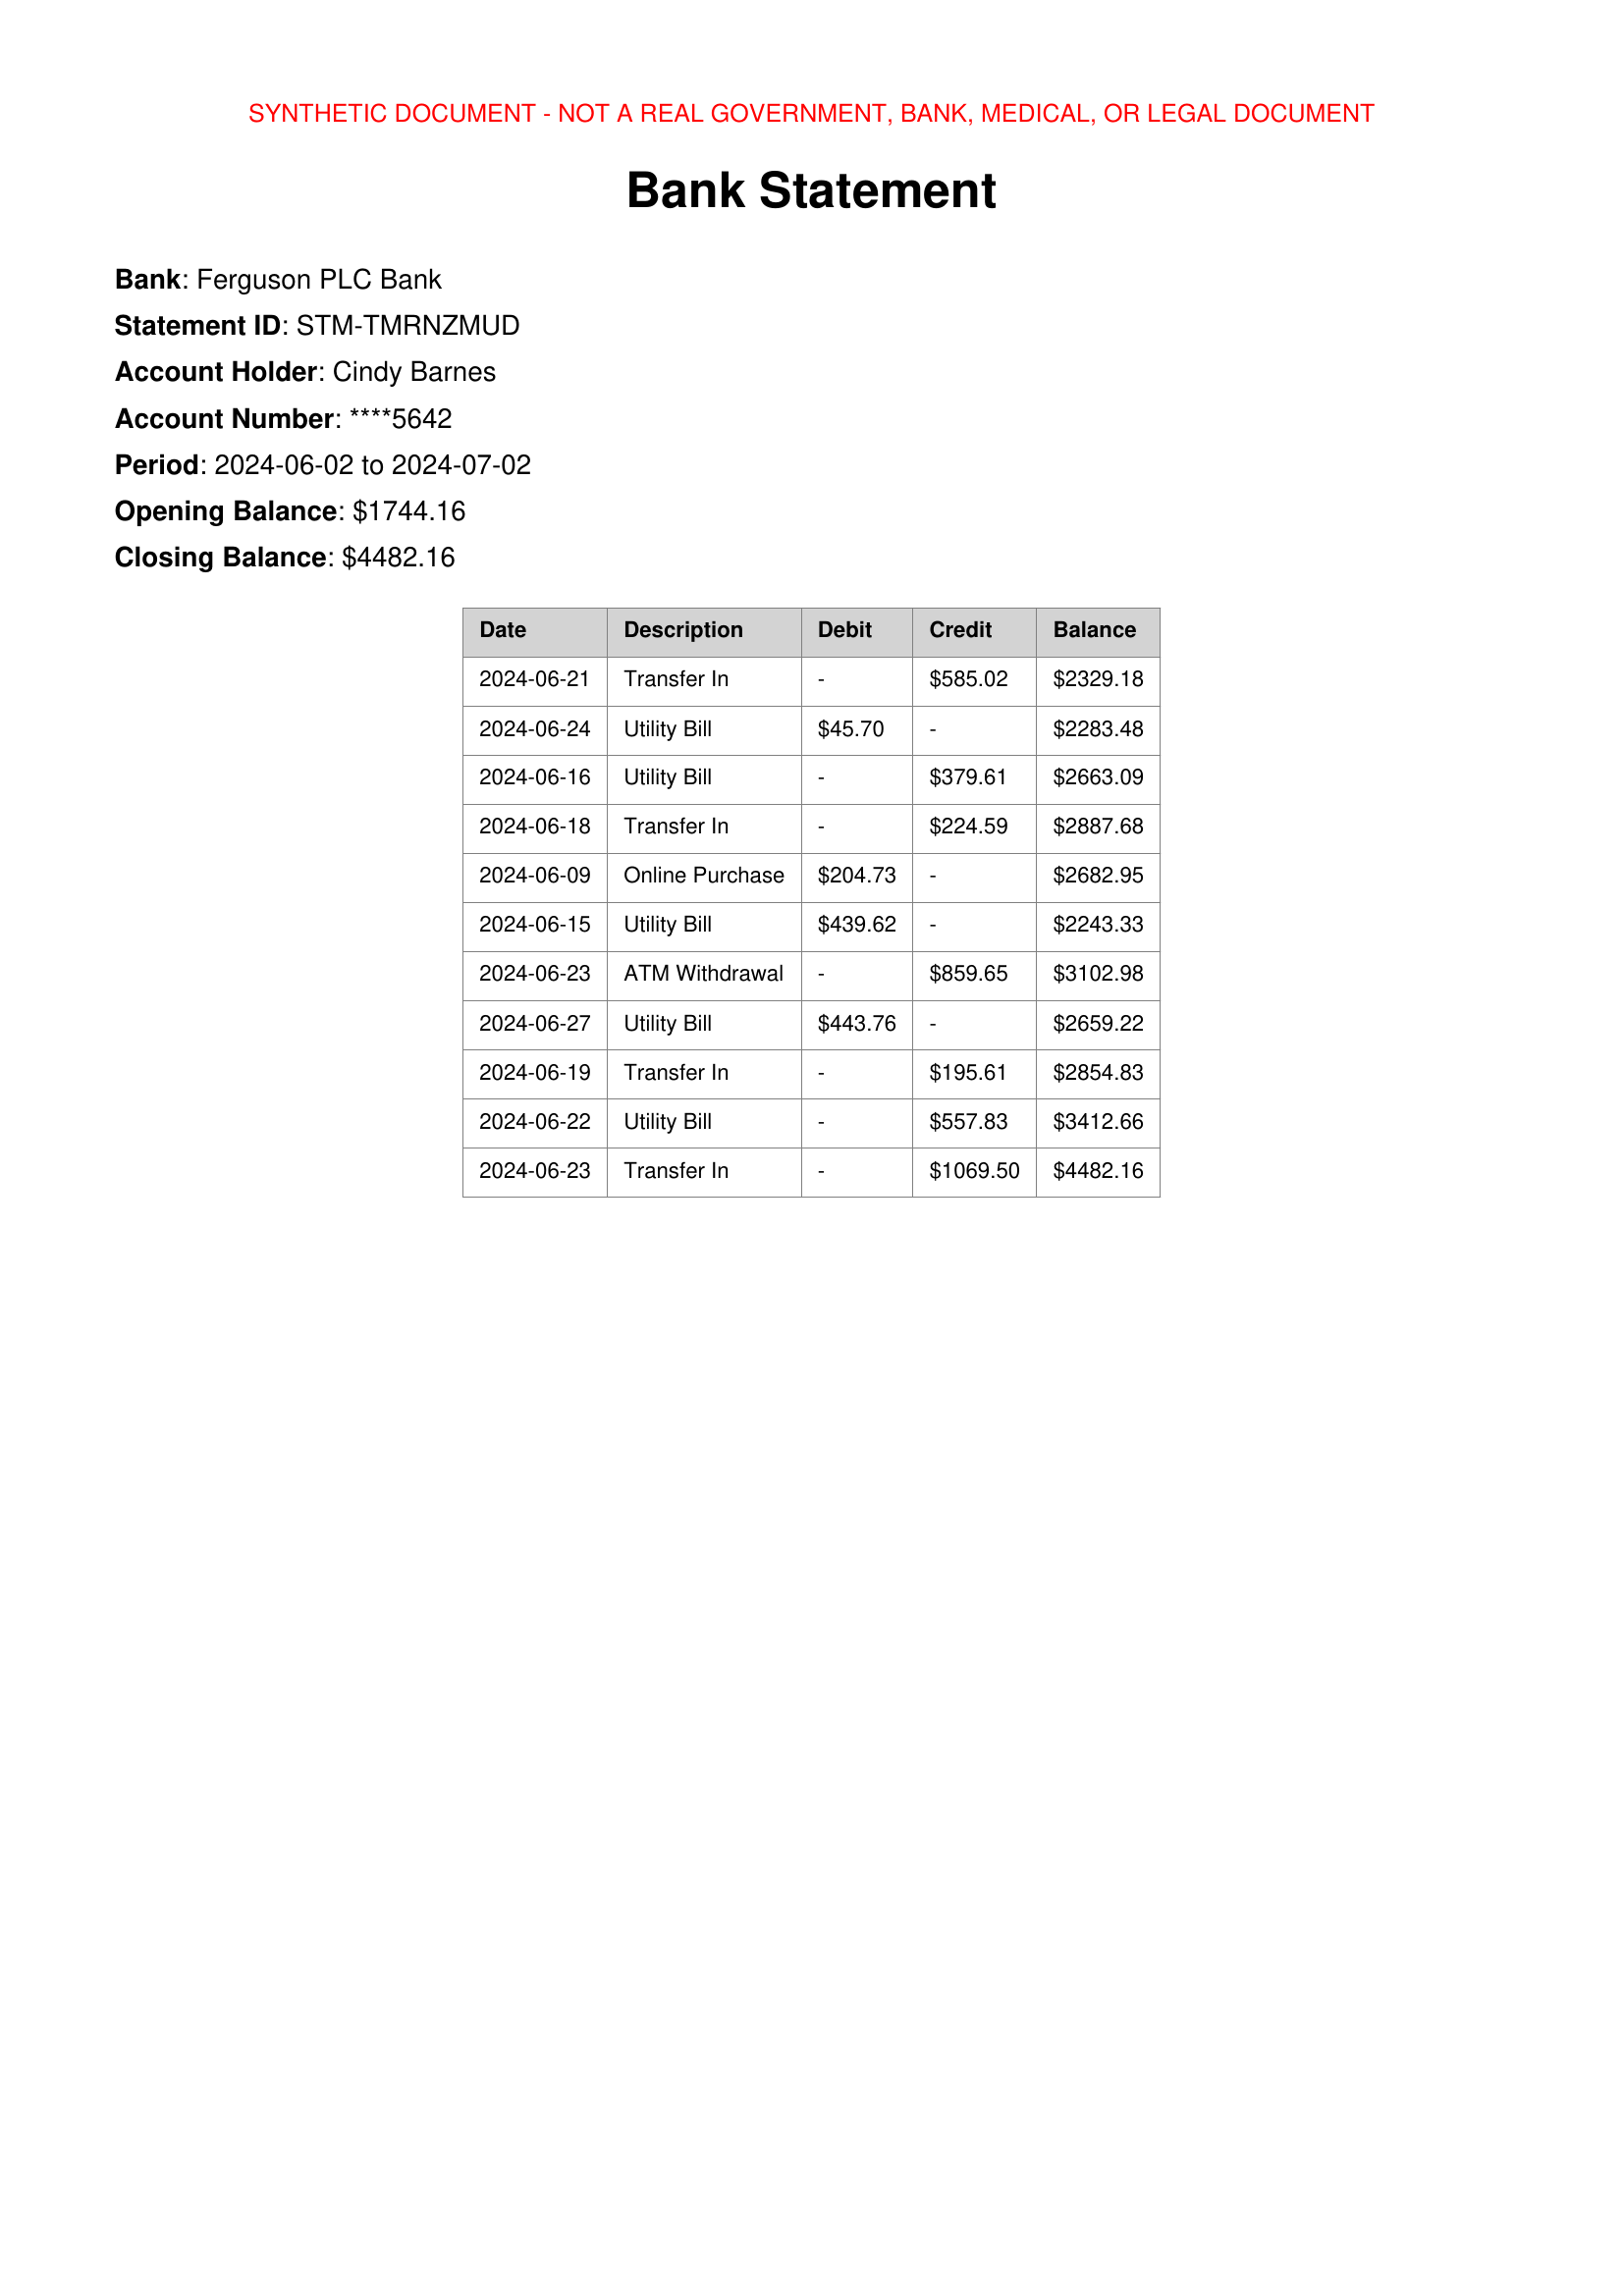 SYNTHETIC DOCUMENT - NOT A REAL GOVERNMENT, BANK, MEDICAL, OR LEGAL DOCUMENT
Bank Statement
Bank: Ferguson PLC Bank
Statement ID: STM-TMRNZMUD
Account Holder: Cindy Barnes
Account Number: ****5642
Period: 2024-06-02 to 2024-07-02
Opening Balance: $1744.16
Closing Balance: $4482.16
Date Description Debit Credit Balance
2024-06-21 Transfer In - $585.02 $2329.18
2024-06-24 Utility Bill $45.70 - $2283.48
2024-06-16 Utility Bill - $379.61 $2663.09
2024-06-18 Transfer In - $224.59 $2887.68
2024-06-09 Online Purchase $204.73 - $2682.95
2024-06-15 Utility Bill $439.62 - $2243.33
2024-06-23 ATM Withdrawal - $859.65 $3102.98
2024-06-27 Utility Bill $443.76 - $2659.22
2024-06-19 Transfer In - $195.61 $2854.83
2024-06-22 Utility Bill - $557.83 $3412.66
2024-06-23 Transfer In - $1069.50 $4482.16